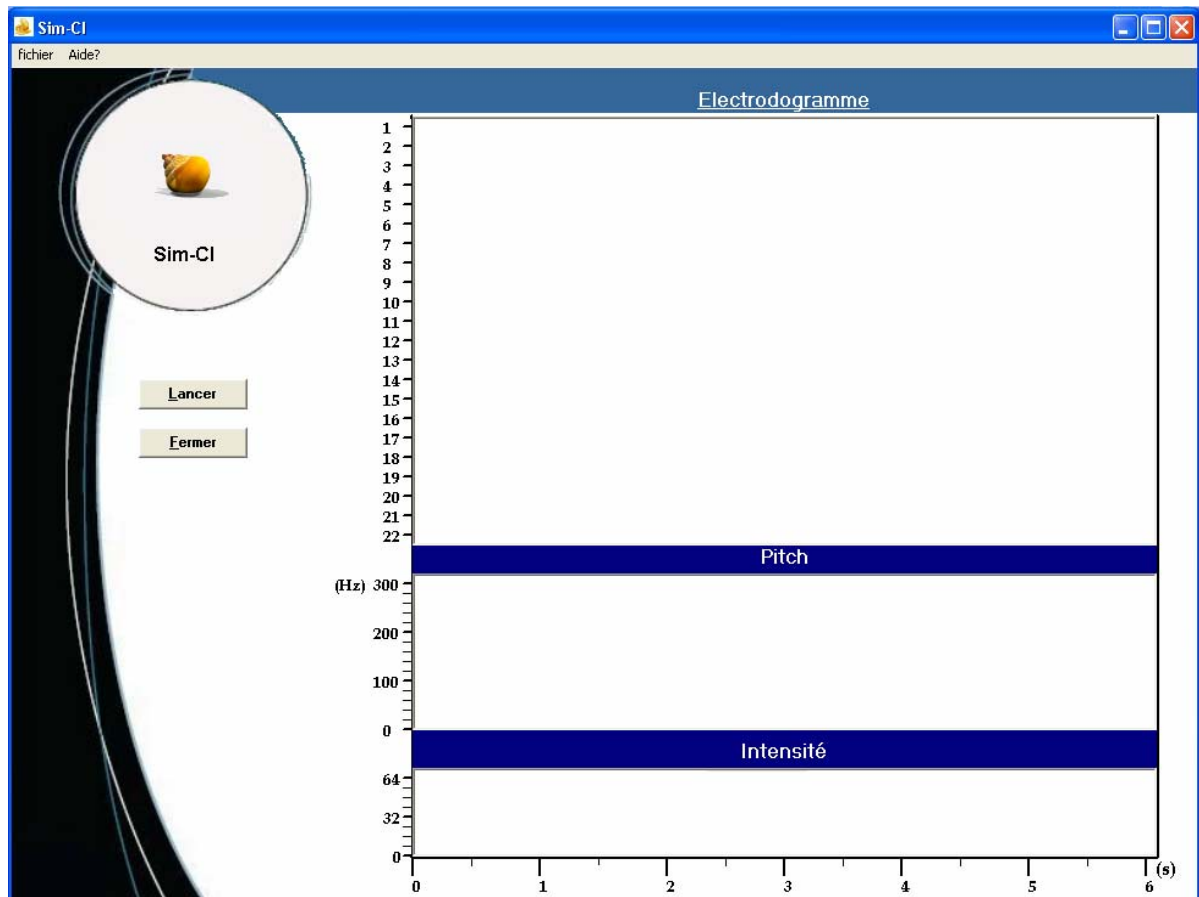 Sim-CI
fichier Aide?
Electrodogramme
Sim-CI
Lancer
Fermer
1
2
3
4
5
6
7
8
9
10
11
12
13
14
15
16
17
18
19
20
21
22
Pitch
(Hz) 300
200
100
0
Intensité
64
32
0
0 1 2 3 4 5 6 (s)